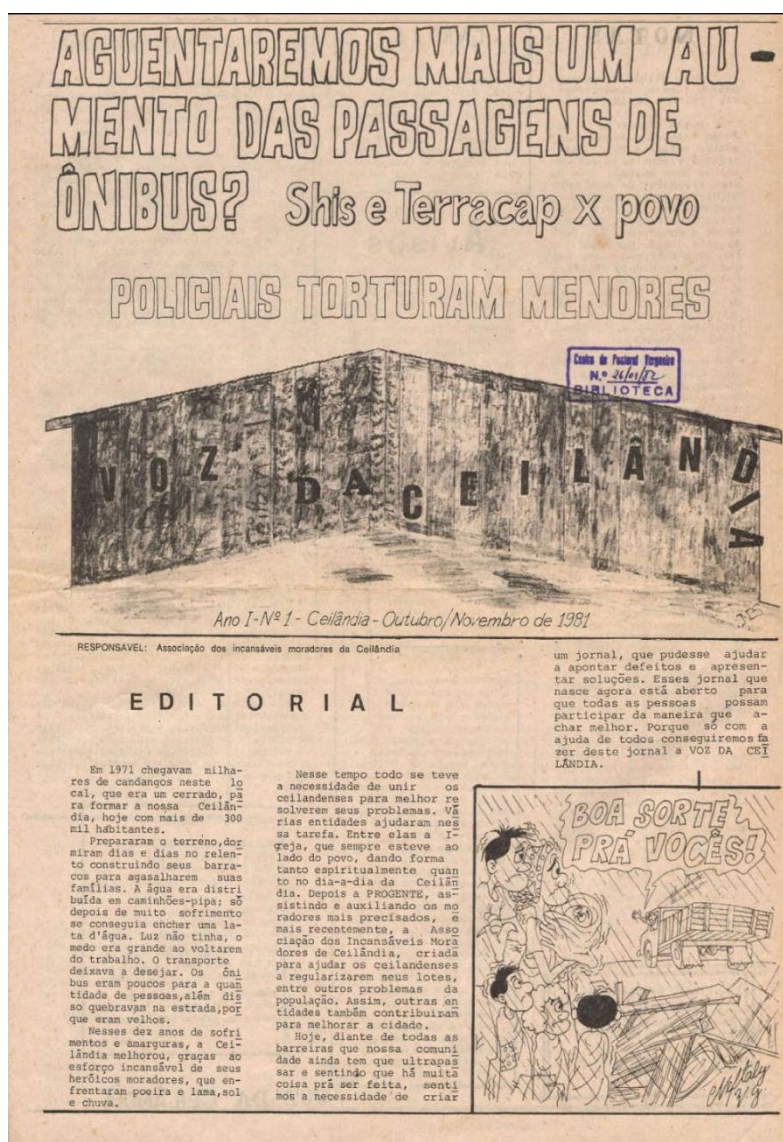 AGUENTAREMOS MAIS UM AU-
MENTO DAS PASSAGENS DE
ÔNIBUS? Shis e Terracap x povo
POLICIAIS TORTURAM MENORES
Centro de Pastoral Vergueiro
N.º 26/01/82
BIBLIOTECA
VOZ DA CEILÂNDIA
Ano I-Nº 1- Ceilândia - Outubro/Novembro de 1981
RESPONSAVEL: Associação dos incansáveis moradores da Ceilândia
EDITORIAL
Em 1971 chegavam milha-
res de candangos neste lo
cal, que era um cerrado, pa
ra formar a nossa Ceilân-
dia, hoje com mais de 300
mil habitantes.
Prepararam o terreno,dor
miram dias e dias no relen-
to construindo seus barra-
cos para agasalharem suas
famílias. A água era distri
buída em caminhões-pipa; só
depois de muito sofrimento
se conseguia encher uma la-
ta d'água. Luz não tinha, o
medo era grande ao voltarem
do trabalho. O transporte
deixava a desejar. Os ôni
bus eram poucos para a quan
tidade de pessoas,além dis
so quebravam na estrada,por
que eram velhos.
Nesses dez anos de sofri
mentos e amarguras, a Cei-
lândia melhorou, graças ao
esforço incansável de seus
heróicos moradores, que en-
frentaram poeira e lama,sol
e chuva.
Nesse tempo todo se teve
a necessidade de unir os
ceilandenses para melhor re
solverem seus problemas. Vá
rias entidades ajudaram nes
sa tarefa. Entre elas a I-
greja, que sempre esteve ao
lado do povo, dando forma
tanto espiritualmente quan
to no dia-a-dia da Ceilân
dia. Depois a PROGENTE, as-
sistindo e auxiliando os mo
radores mais precisados, e
mais recentemente, a Asso
ciação dos Incansáveis Mora
dores de Ceilândia, criada
para ajudar os ceilandenses
a regularizarem seus lotes,
entre outros problemas da
população. Assim, outras en
tidades também contribuiram
para melhorar a cidade.
Hoje, diante de todas as
barreiras que nossa comuni
dade ainda tem que ultrapas
sar e sentindo que há muita
coisa prá ser feita, senti
mos a necessidade de criar
um jornal, que pudesse ajudar
a apontar defeitos e apresen-
tar soluções. Esses jornal que
nasce agora está aberto para
que todas as pessoas possam
participar da maneira que a-
char melhor. Porque só com a
ajuda de todos conseguiremos fa
zer deste jornal a VOZ DA CEI
LÂNDIA.
BOA SORTE
PRÁ VOCÊS!